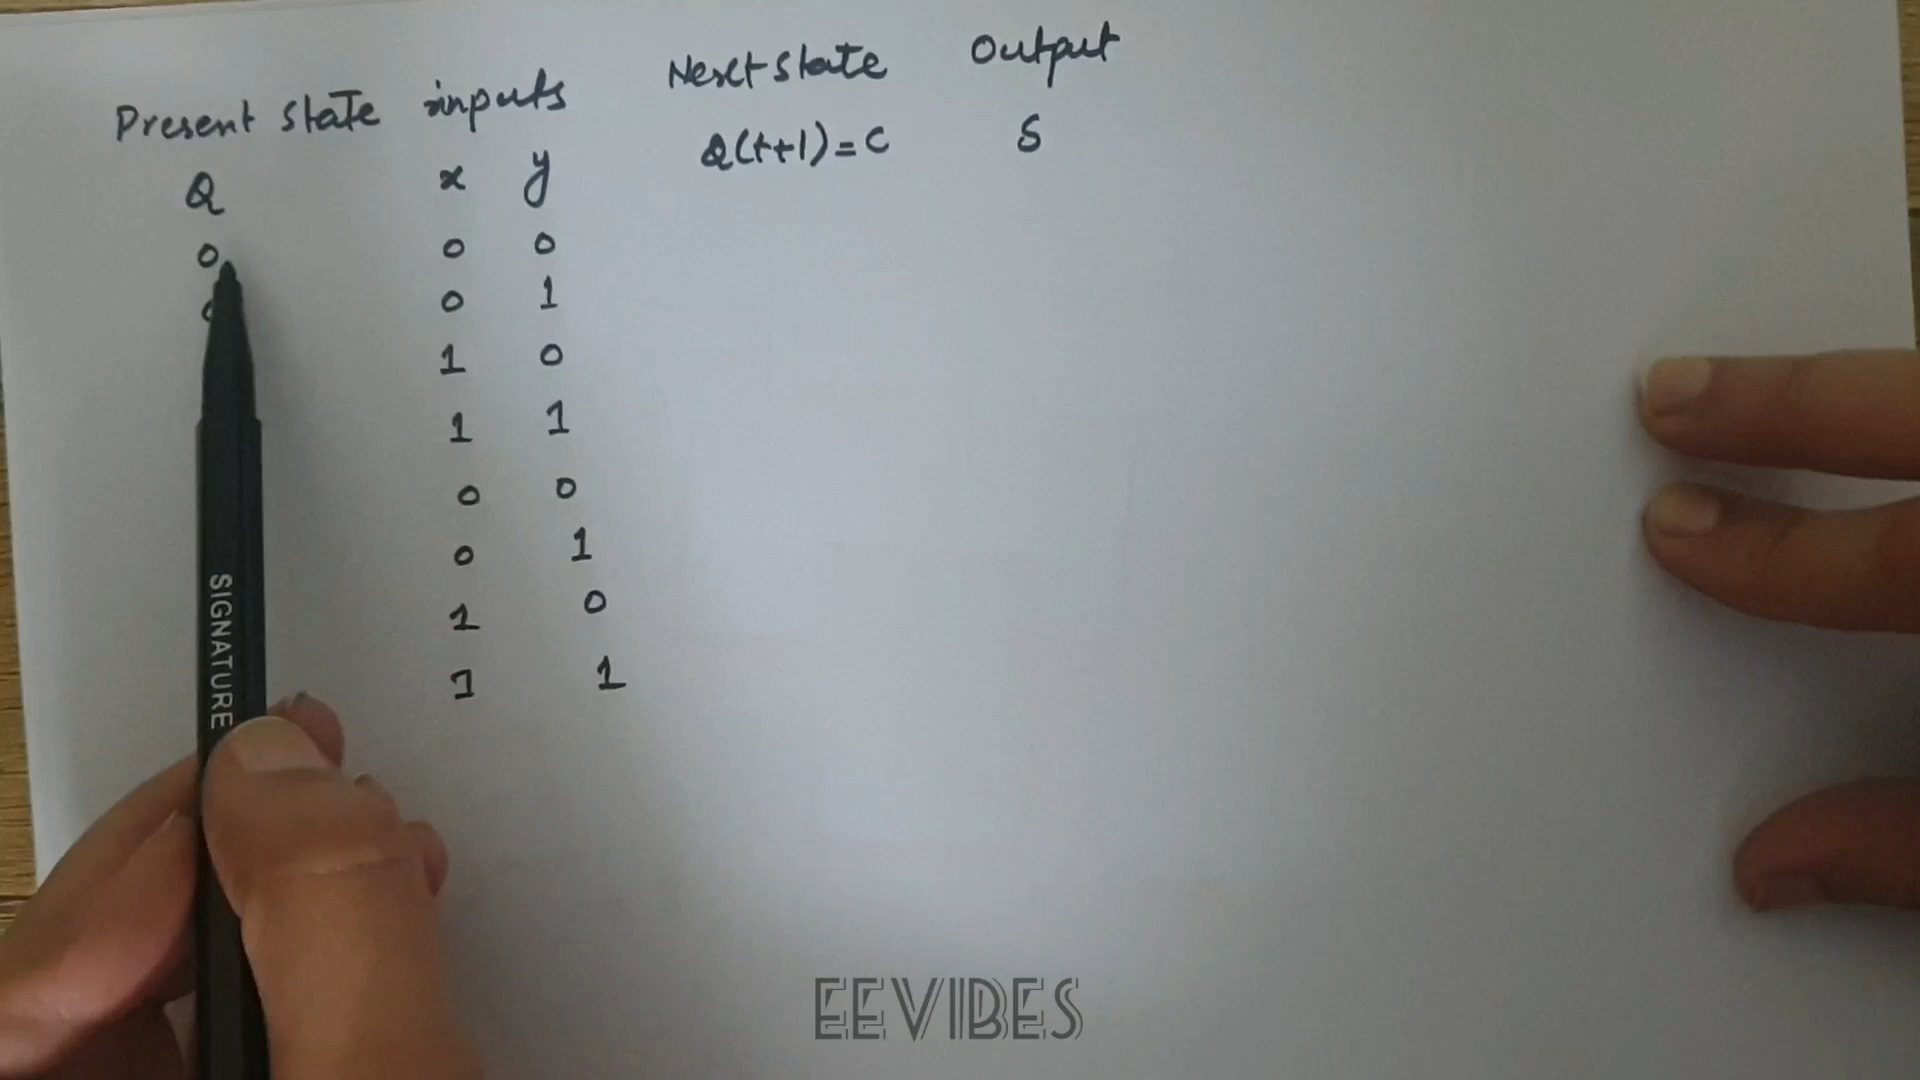 Present state inputs Next state Output
Q x y Q(t+1)=C S
0 0 0
0 1
1 0
1 1
0 0
0 1
1 0
1 1
SIGNATURE
EEVIBES